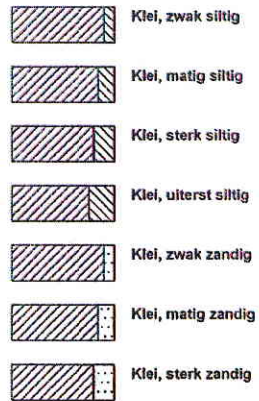 Klei, zwak siltig
Klei, matig siltig
Klei, sterk siltig
Klei, uiterst siltig
Klei, zwak zandig
Klei, matig zandig
Klei, sterk zandig